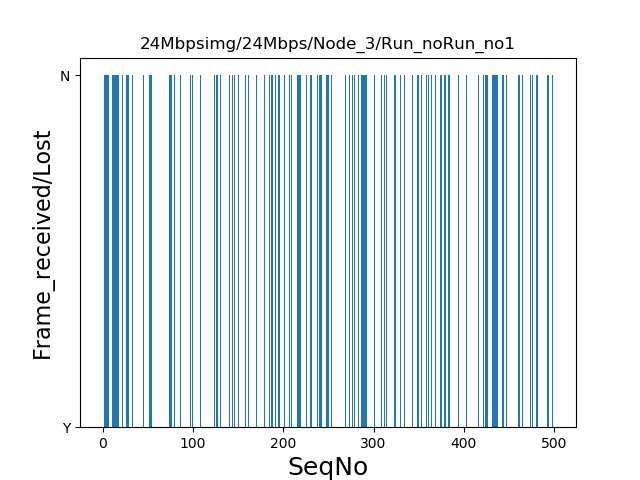 24Mbpsimg/24Mbps/Node_3/Run_noRun_no1
N
Frame_received/Lost
Y
0 100 200 300 400 500
SeqNo